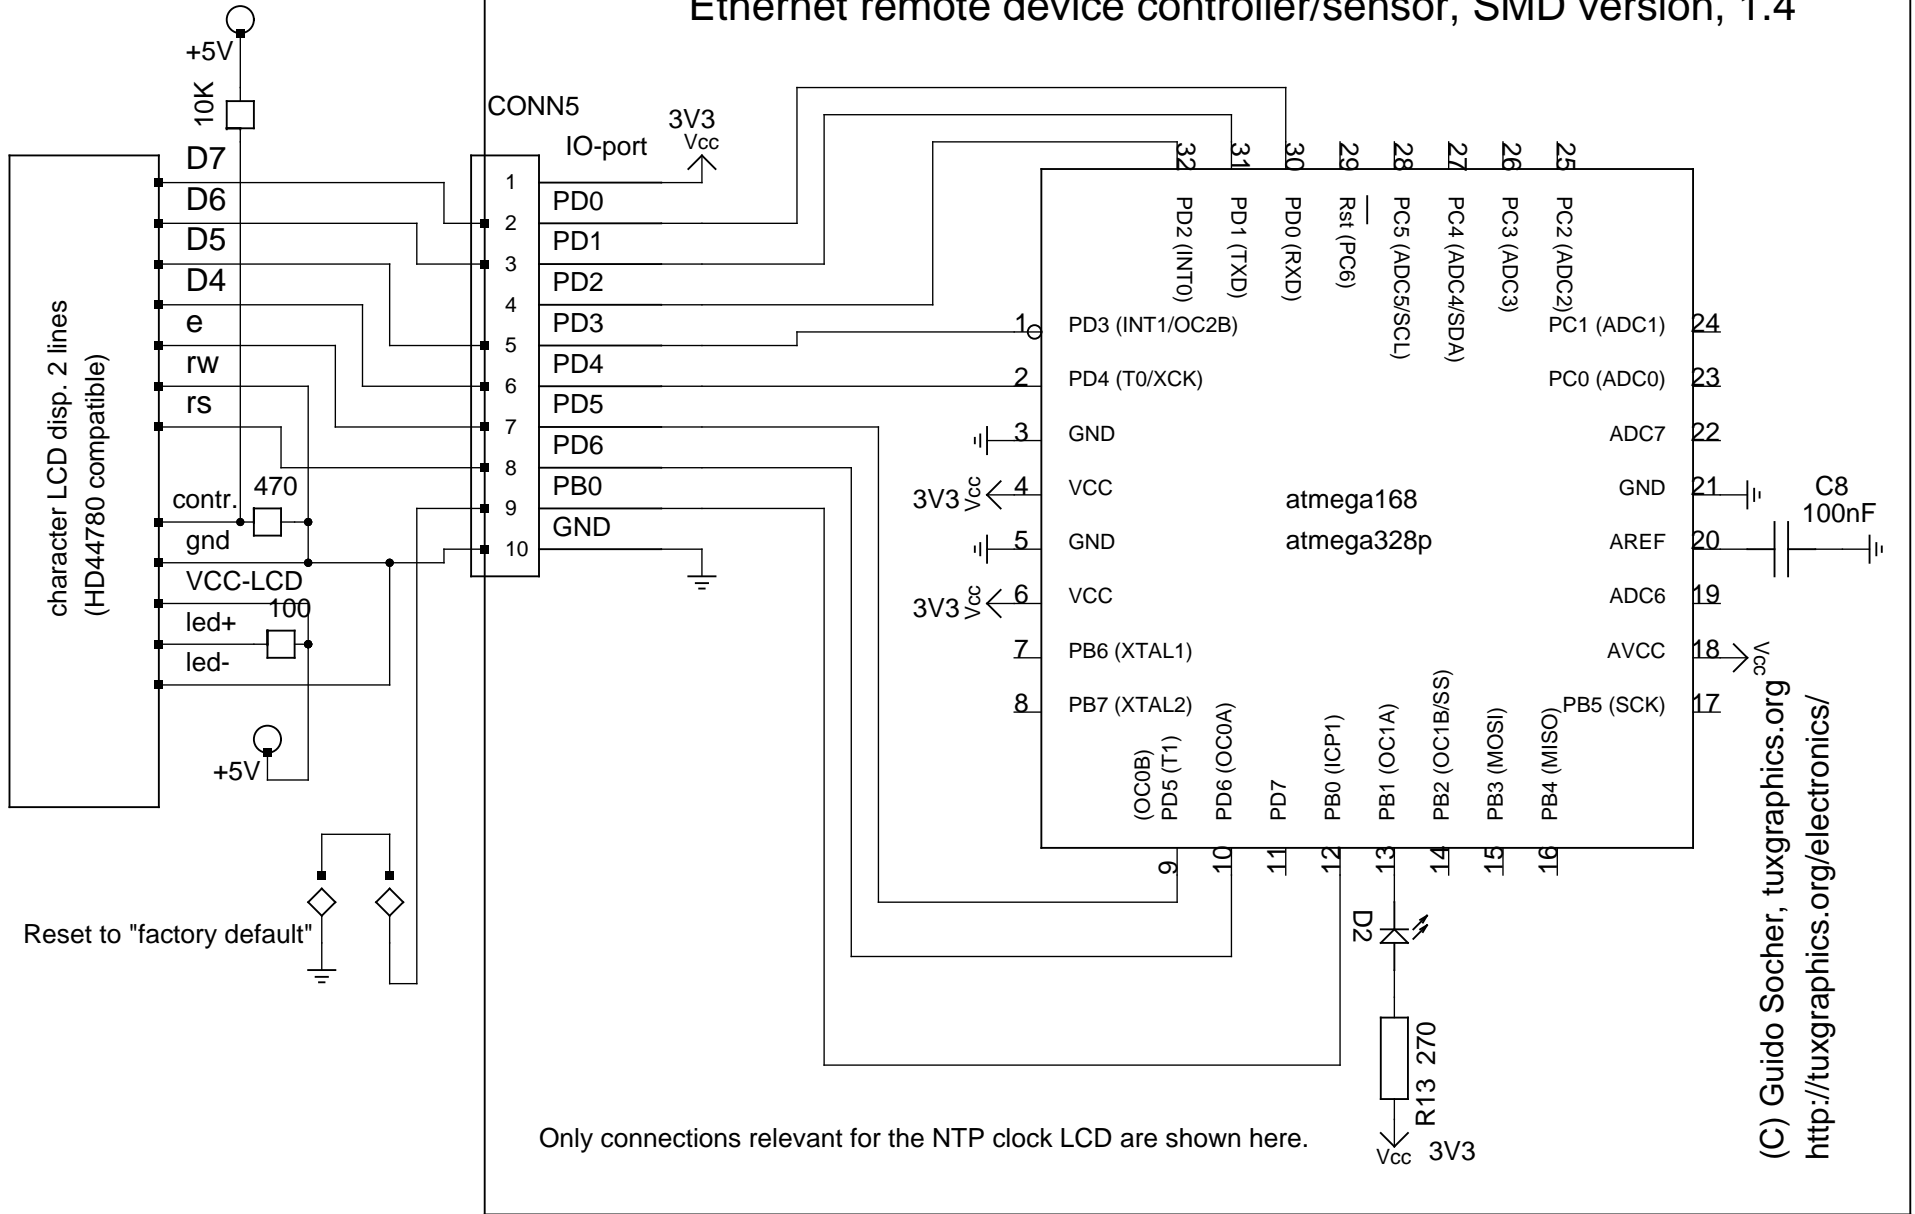 Ethernet remote device controller/sensor, SMD version, 1.4
+5V
10K
D7
D6
D5
D4
e
rw
rs
contr.
470
gnd
VCC-LCD
100
led+
led-
+5V
character LCD disp. 2 lines
(HD44780 compatible)
Reset to "factory default"
CONN5
IO-port
3V3
Vcc
1
PD0
2
PD1
3
PD2
4
PD3
5
PD4
6
PD5
7
PD6
8
PB0
9
GND
10
32
31
30
29
28
27
26
25
PD2 (INT0)
PD1 (TXD)
PD0 (RXD)
Rst (PC6)
PC5 (ADC5/SCL)
PC4 (ADC4/SDA)
PC3 (ADC3)
PC2 (ADC2)
1 PD3 (INT1/OC2B)
2 PD4 (T0/XCK)
3 GND
3V3 Vcc 4 VCC
5 GND
3V3 Vcc 6 VCC
7 PB6 (XTAL1)
8 PB7 (XTAL2)
atmega168
atmega328p
PC1 (ADC1) 24
PC0 (ADC0) 23
ADC7 22
GND 21
AREF 20
ADC6 19
AVCC 18 Vcc
PB5 (SCK) 17
C8
100nF
(OC0B)
PD5 (T1)
PD6 (OC0A)
PD7
PB0 (ICP1)
PB1 (OC1A)
PB2 (OC1B/SS)
PB3 (MOSI)
PB4 (MISO)
9
10
11
12
13
14
15
16
D2
R13 270
Vcc 3V3
Only connections relevant for the NTP clock LCD are shown here.
(C) Guido Socher, tuxgraphics.org
http://tuxgraphics.org/electronics/